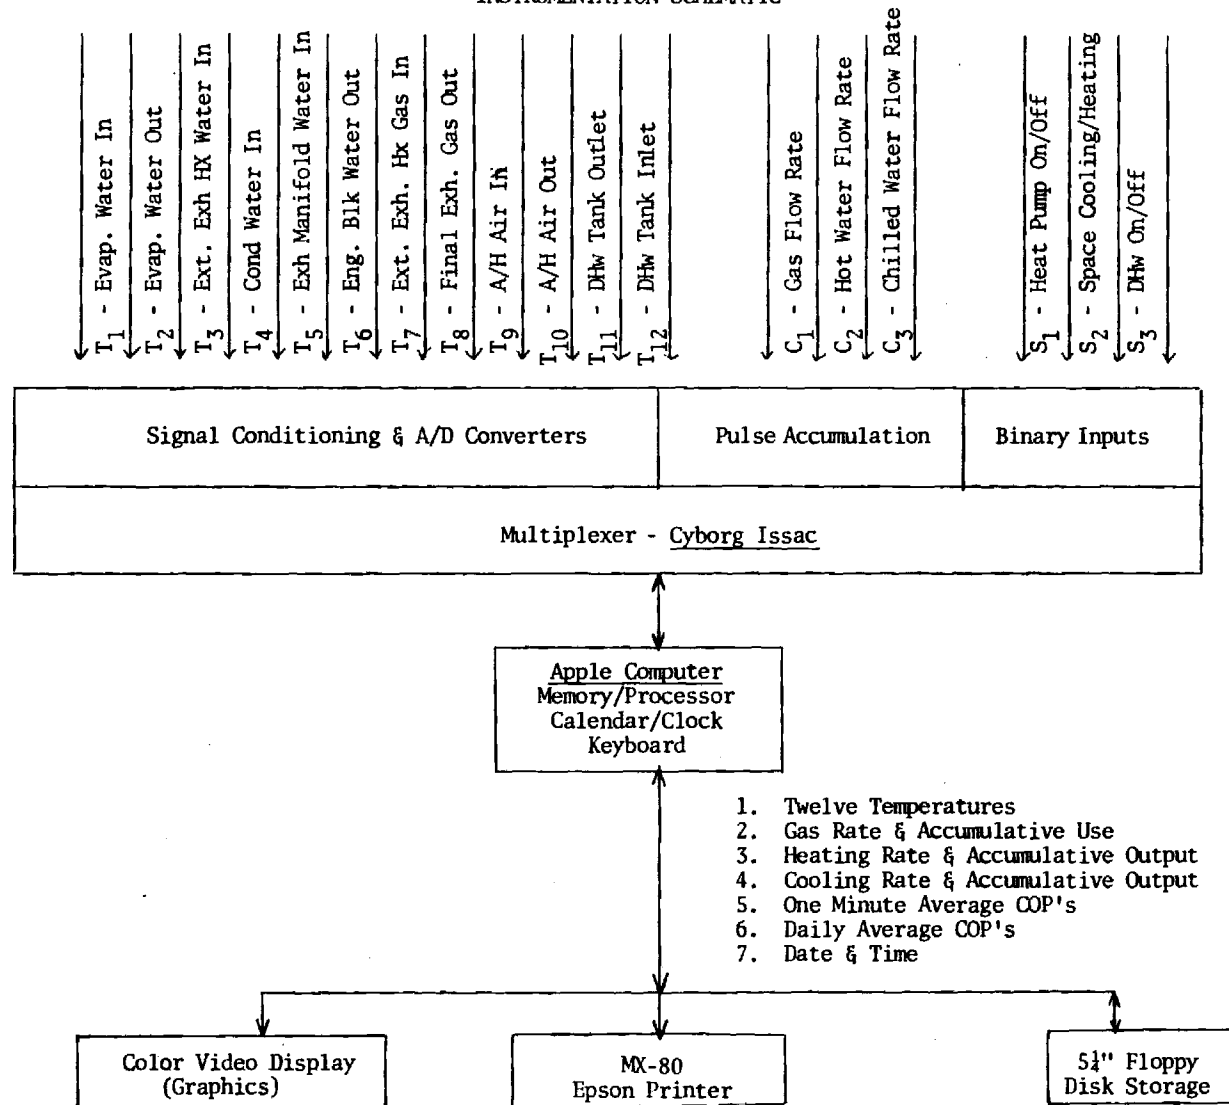 INSTRUMENTATION SCHEMATIC
T1 - Evap. Water In
T2 - Evap. Water Out
T3 - Ext. Exh HX Water In
T4 - Cond Water In
T5 - Exh Manifold Water In
T6 - Eng. Blk Water Out
T7 - Ext. Exh. Hx Gas In
T8 - Final Exh. Gas Out
T9 - A/H Air In
T10 - A/H Air Out
T11 - DHw Tank Outlet
T12 - DHw Tank Inlet
C1 - Gas Flow Rate
C2 - Hot Water Flow Rate
C3 - Chilled Water Flow Rate
S1 - Heat Pump On/Off
S2 - Space Cooling/Heating
S3 - DHw On/Off
Signal Conditioning & A/D Converters
Pulse Accumulation
Binary Inputs
Multiplexer - Cyborg Issac
Apple Computer
Memory/Processor
Calendar/Clock
Keyboard
1. Twelve Temperatures
2. Gas Rate & Accumulative Use
3. Heating Rate & Accumulative Output
4. Cooling Rate & Accumulative Output
5. One Minute Average COP's
6. Daily Average COP's
7. Date & Time
Color Video Display
(Graphics)
MX-80
Epson Printer
5¼" Floppy
Disk Storage